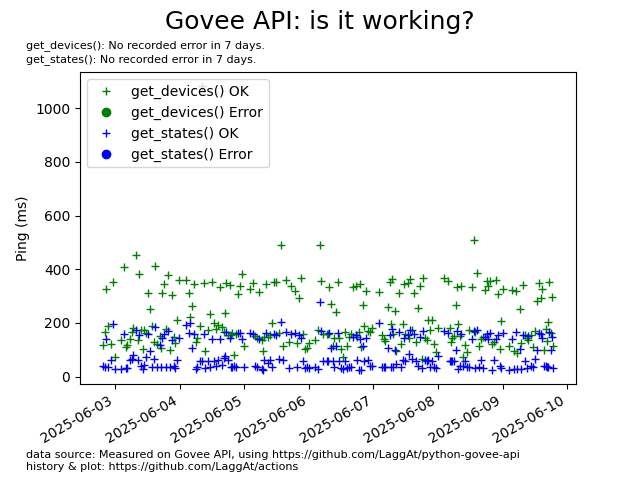 Govee API: is it working?
get_devices(): No recorded error in 7 days.
get_states(): No recorded error in 7 days.
get_devices() OK
get_devices() Error
get_states() OK
get_states() Error
Ping (ms)
1000
800
600
400
200
0
2025-06-03
2025-06-04
2025-06-05
2025-06-06
2025-06-07
2025-06-08
2025-06-09
2025-06-10
data source: Measured on Govee API, using https://github.com/LaggAt/python-govee-api
history & plot: https://github.com/LaggAt/actions